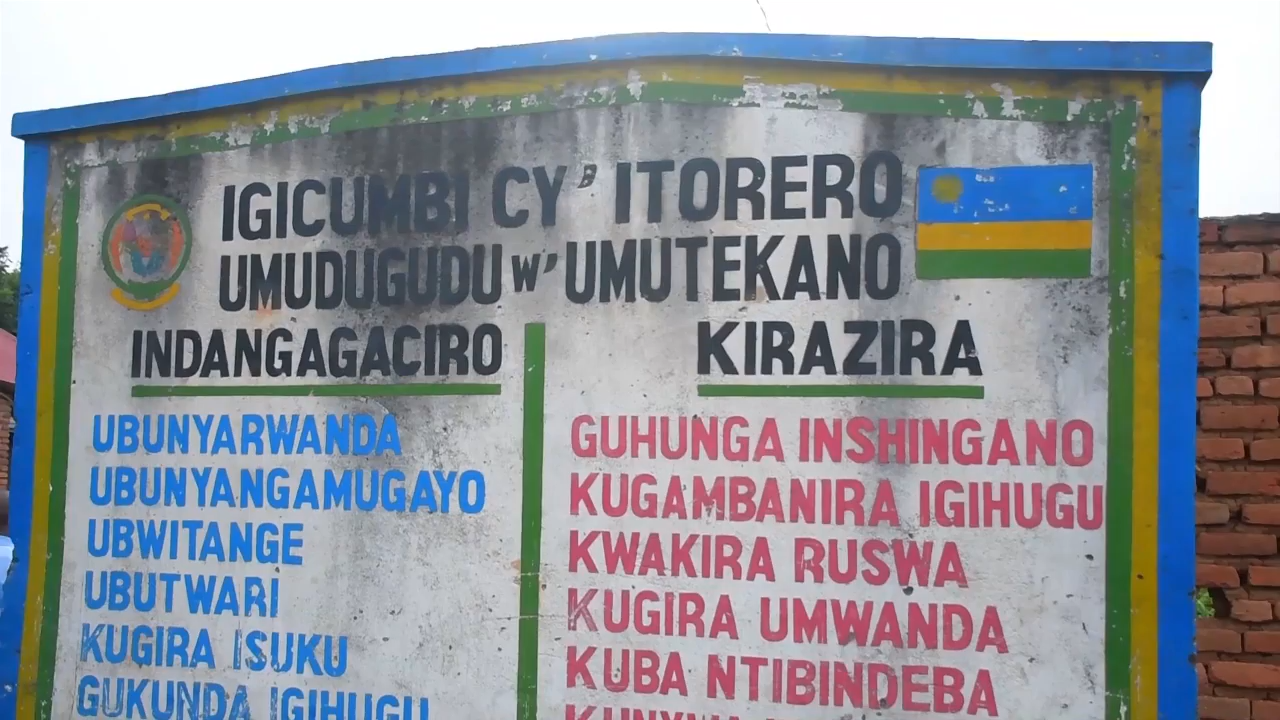 IGICUMBI CY'ITORERO
UMUDUGUDU W'UMUTEKANO
INDANGAGACIRO
UBUNYARWANDA
UBUNYANGAMUGAYO
UBWITANGE
UBUTWARI
KUGIRA ISUKU
GUKUNDA IGIHUGU
KIRAZIRA
GUHUNGA INSHINGANO
KUGAMBANIRA IGIHUGU
KWAKIRA RUSWA
KUGIRA UMWANDA
KUBA NTIBINDEBA